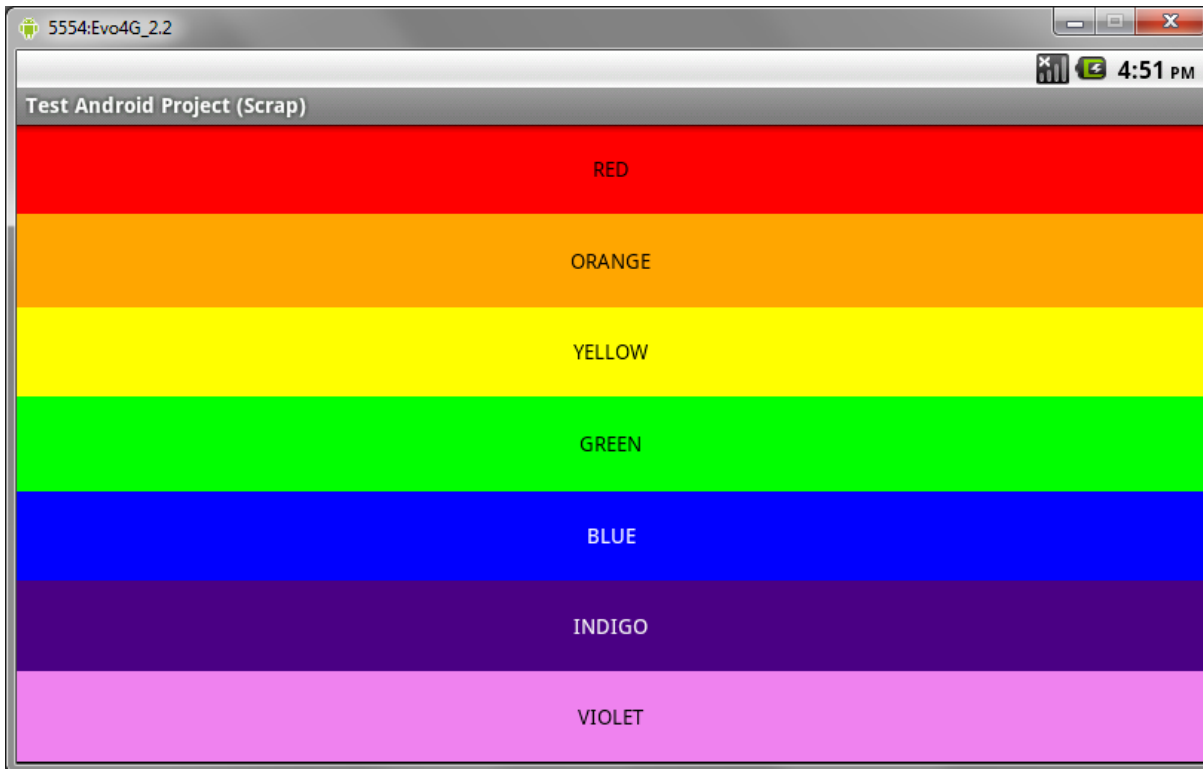 5554:Evo4G_2.2
4:51 PM
Test Android Project (Scrap)
RED
ORANGE
YELLOW
GREEN
BLUE
INDIGO
VIOLET